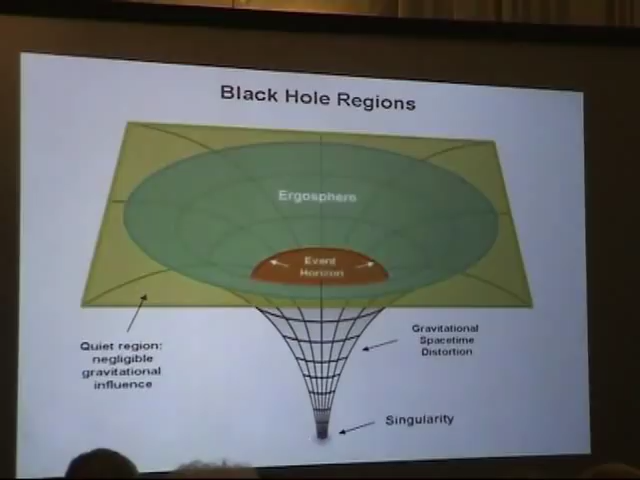 Black Hole Regions
Ergosphere
Event
Horizon
Gravitational
Spacetime
Distortion
Quiet region:
negligible
gravitational
influence
Singularity